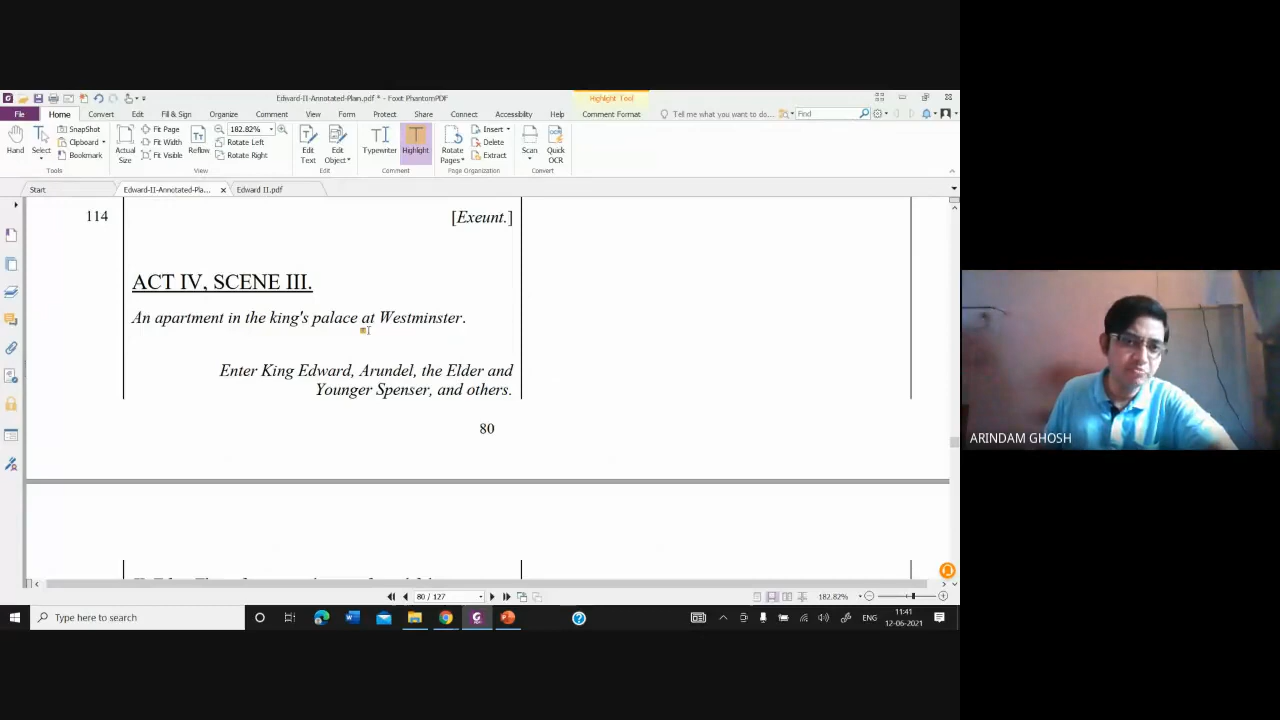 Edward-II-Annotated-Plan.pdf * - Foxit PhantomPDF
Highlight Tool
File
Home
Convert
Edit
Fill & Sign
Organize
Comment
View
Form
Protect
Share
Connect
Accessibility
Help
Comment Format
Tell me what you want to do...
Find
Hand
Select
SnapShot
Clipboard
Bookmark
Tools
Actual Size
Fit Page
Fit Width
Fit Visible
Reflow
182.82%
Rotate Left
Rotate Right
View
Edit Text
Edit Object
Edit
Typewriter
Highlight
Comment
Rotate Pages
Insert
Delete
Extract
Page Organization
Scan
Quick OCR
Convert
Start
Edward-II-Annotated-Pla...
Edward II.pdf
114
[Exeunt.]
ACT IV, SCENE III.
An apartment in the king's palace at Westminster.
Enter King Edward, Arundel, the Elder and
Younger Spenser, and others.
80
80 / 127
182.82%
Type here to search
ENG
11:41
12-06-2021
ARINDAM GHOSH